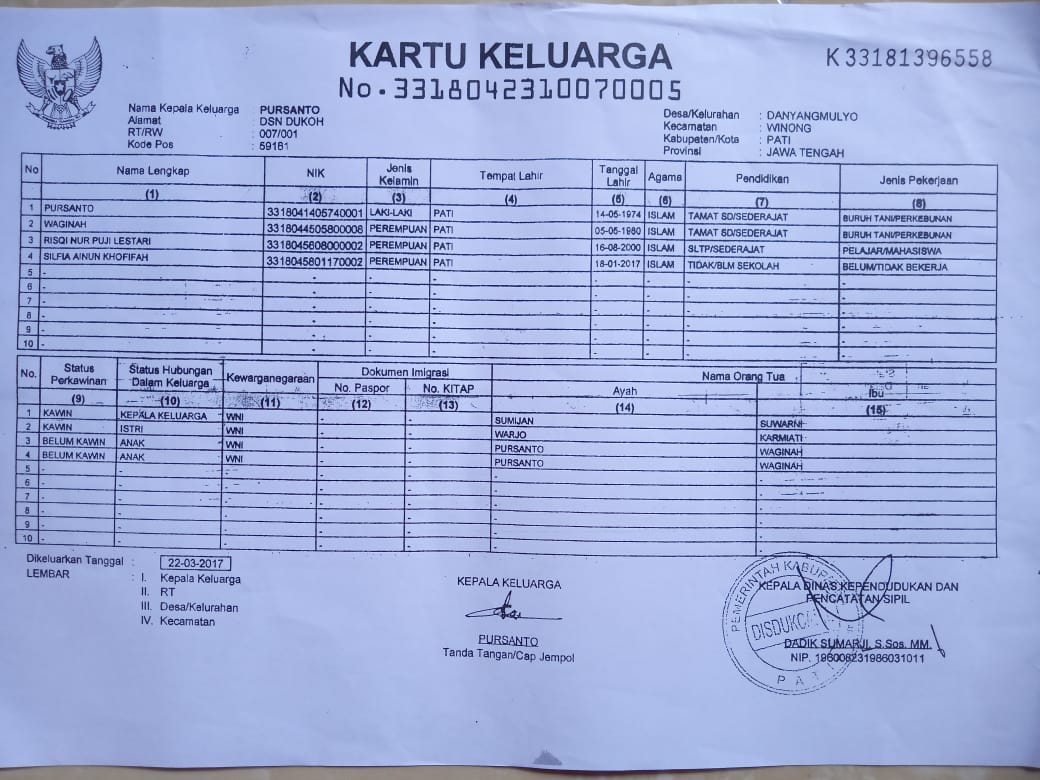 KARTU KELUARGA
No. 3318042310070005
K 33181396558
Nama Kepala Keluarga : PURSANTO
Alamat : DSN DUKOH
RT/RW : 007/001
Kode Pos : 59181
Desa/Kelurahan : DANYANGMULYO
Kecamatan : WINONG
Kabupaten/Kota : PATI
Provinsi : JAWA TENGAH
No Nama Lengkap NIK Jenis Kelamin Tempat Lahir Tanggal Lahir Agama Pendidikan Jenis Pekerjaan
(1) (2) (3) (4) (5) (6) (7) (8)
1 PURSANTO 3318041405740001 LAKI-LAKI PATI 14-05-1974 ISLAM TAMAT SD/SEDERAJAT BURUH TANI/PERKEBUNAN
2 WAGINAH 3318044505800006 PEREMPUAN PATI 05-05-1980 ISLAM TAMAT SD/SEDERAJAT BURUH TANI/PERKEBUNAN
3 RISQI NUR PUJI LESTARI 3318045608000002 PEREMPUAN PATI 16-08-2000 ISLAM SLTP/SEDERAJAT PELAJAR/MAHASISWA
4 SILFIA AINUN KHOFIFAH 3318045801170002 PEREMPUAN PATI 18-01-2017 ISLAM TIDAK/BLM SEKOLAH BELUM/TIDAK BEKERJA
5 - - - - - - - -
6 - - - - - - - -
7 - - - - - - - -
8 - - - - - - - -
9 - - - - - - - -
10 - - - - - - - -
No. Status Perkawinan Status Hubungan Dalam Keluarga Kewarganegaraan Dokumen Imigrasi Nama Orang Tua
No. Paspor No. KITAP Ayah Ibu
(9) (10) (11) (12) (13) (14) (15)
1 KAWIN KEPALA KELUARGA WNI - - SUMIJAN SUWARNI
2 KAWIN ISTRI WNI - - WARJO KARMIATI
3 BELUM KAWIN ANAK WNI - - PURSANTO WAGINAH
4 BELUM KAWIN ANAK WNI - - PURSANTO WAGINAH
5 - - - - - - -
6 - - - - - - -
7 - - - - - - -
8 - - - - - - -
9 - - - - - - -
10 - - - - - - -
Dikeluarkan Tanggal : 22-03-2017
LEMBAR : I. Kepala Keluarga
II. RT
III. Desa/Kelurahan
IV. Kecamatan
KEPALA KELUARGA
PURSANTO
Tanda Tangan/Cap Jempol
KEPALA DINAS KEPENDUDUKAN DAN
PENCATATAN SIPIL
DADIK SUMARJI, S.Sos. MM.
NIP. 196008231986031011
PEMERINTAH
PATI